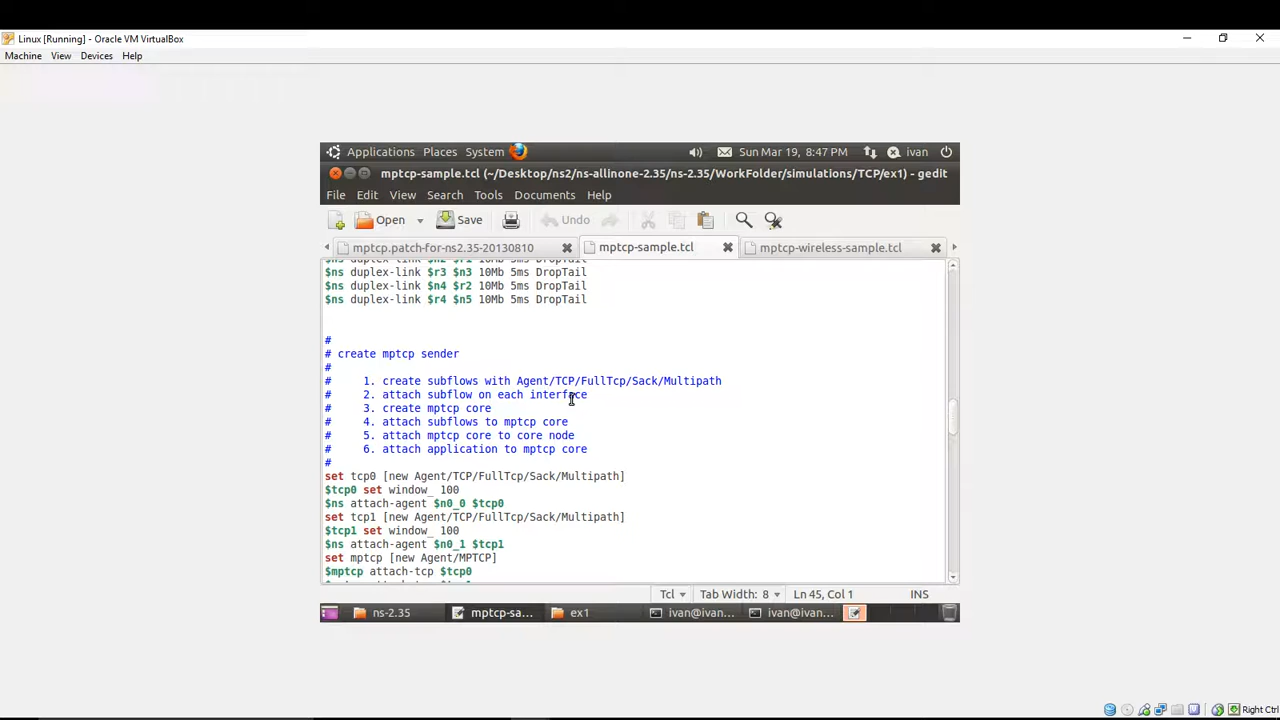 Linux [Running] - Oracle VM VirtualBox
Machine View Devices Help
Applications Places System Sun Mar 19, 8:47 PM ivan
mptcp-sample.tcl (~/Desktop/ns2/ns-allinone-2.35/ns-2.35/WorkFolder/simulations/TCP/ex1) - gedit
File Edit View Search Tools Documents Help
Open Save Undo
mptcp.patch-for-ns2.35-20130810 mptcp-sample.tcl mptcp-wireless-sample.tcl
$ns duplex-link $n2 $r1 10Mb 5ms DropTail
$ns duplex-link $r3 $n3 10Mb 5ms DropTail
$ns duplex-link $n4 $r2 10Mb 5ms DropTail
$ns duplex-link $r4 $n5 10Mb 5ms DropTail
#
# create mptcp sender
#
# 1. create subflows with Agent/TCP/FullTcp/Sack/Multipath
# 2. attach subflow on each interface
# 3. create mptcp core
# 4. attach subflows to mptcp core
# 5. attach mptcp core to core node
# 6. attach application to mptcp core
#
set tcp0 [new Agent/TCP/FullTcp/Sack/Multipath]
$tcp0 set window_ 100
$ns attach-agent $n0_0 $tcp0
set tcp1 [new Agent/TCP/FullTcp/Sack/Multipath]
$tcp1 set window_ 100
$ns attach-agent $n0_1 $tcp1
set mptcp [new Agent/MPTCP]
$mptcp attach-tcp $tcp0
Tcl Tab Width: 8 Ln 45, Col 1 INS
ns-2.35 mptcp-sa... ex1 ivan@ivan... ivan@ivan...
Right Ctrl